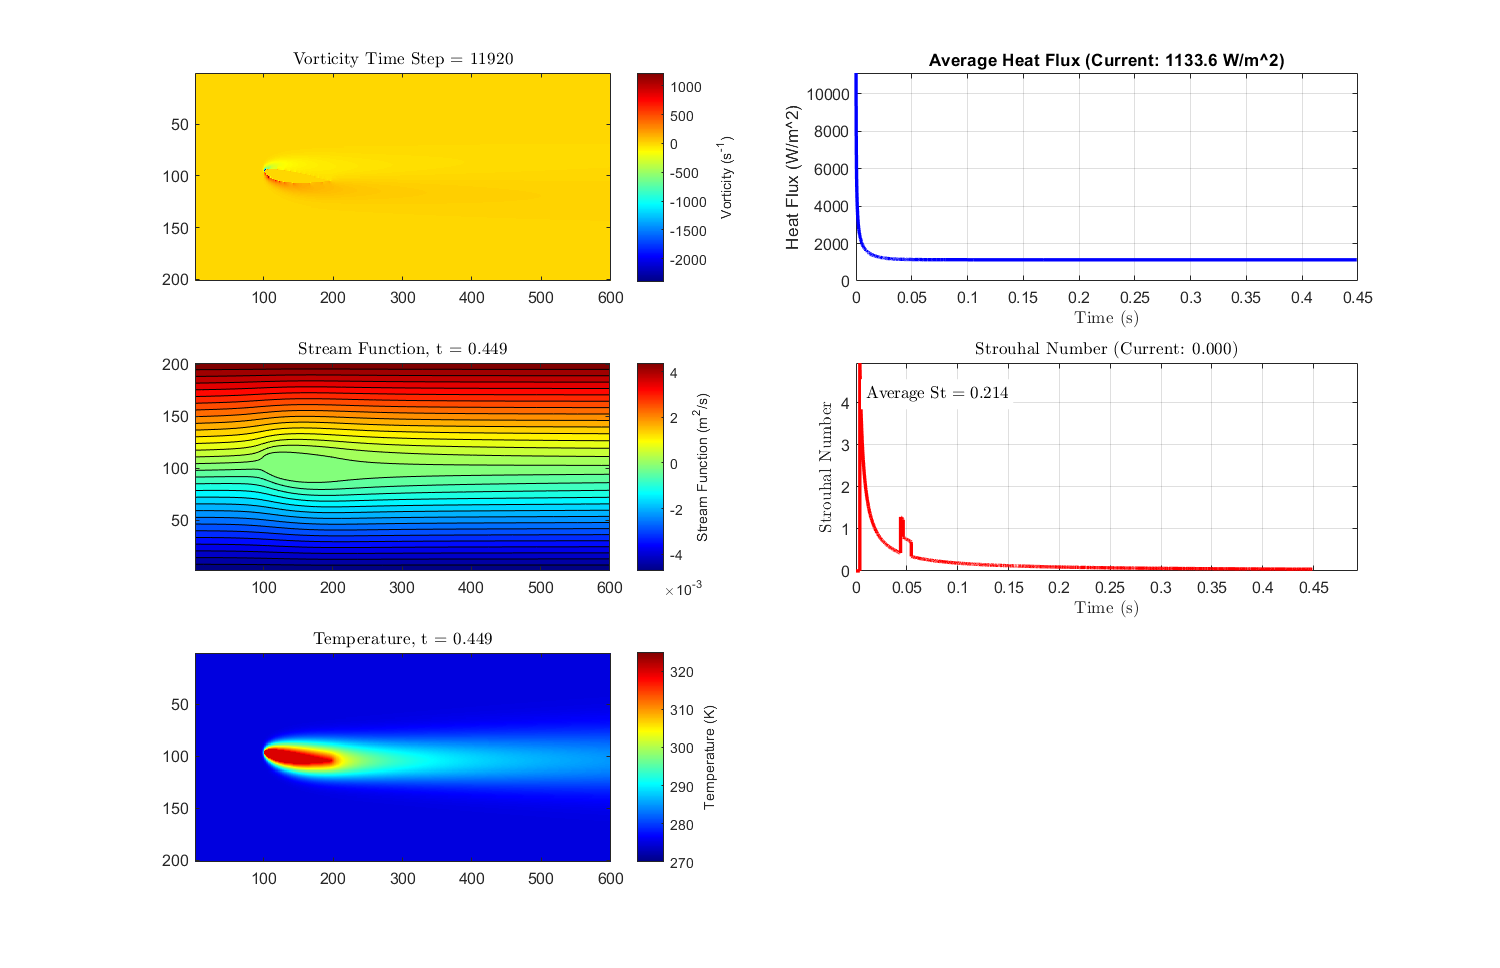 Vorticity Time Step = 11920
50
100
150
200
100 200 300 400 500 600
1000
500
0
-500
-1000
-1500
-2000
Vorticity (s-1)
Average Heat Flux (Current: 1133.6 W/m^2)
Heat Flux (W/m^2)
10000
8000
6000
4000
2000
0
0 0.05 0.1 0.15 0.2 0.25 0.3 0.35 0.4 0.45
Time (s)
Stream Function, t = 0.449
200
150
100
50
100 200 300 400 500 600
4
2
0
-2
-4
×10-3
Stream Function (m2/s)
Strouhal Number (Current: 0.000)
Average St = 0.214
Strouhal Number
4
3
2
1
0
0 0.05 0.1 0.15 0.2 0.25 0.3 0.35 0.4 0.45
Time (s)
Temperature, t = 0.449
50
100
150
200
100 200 300 400 500 600
320
310
300
290
280
270
Temperature (K)